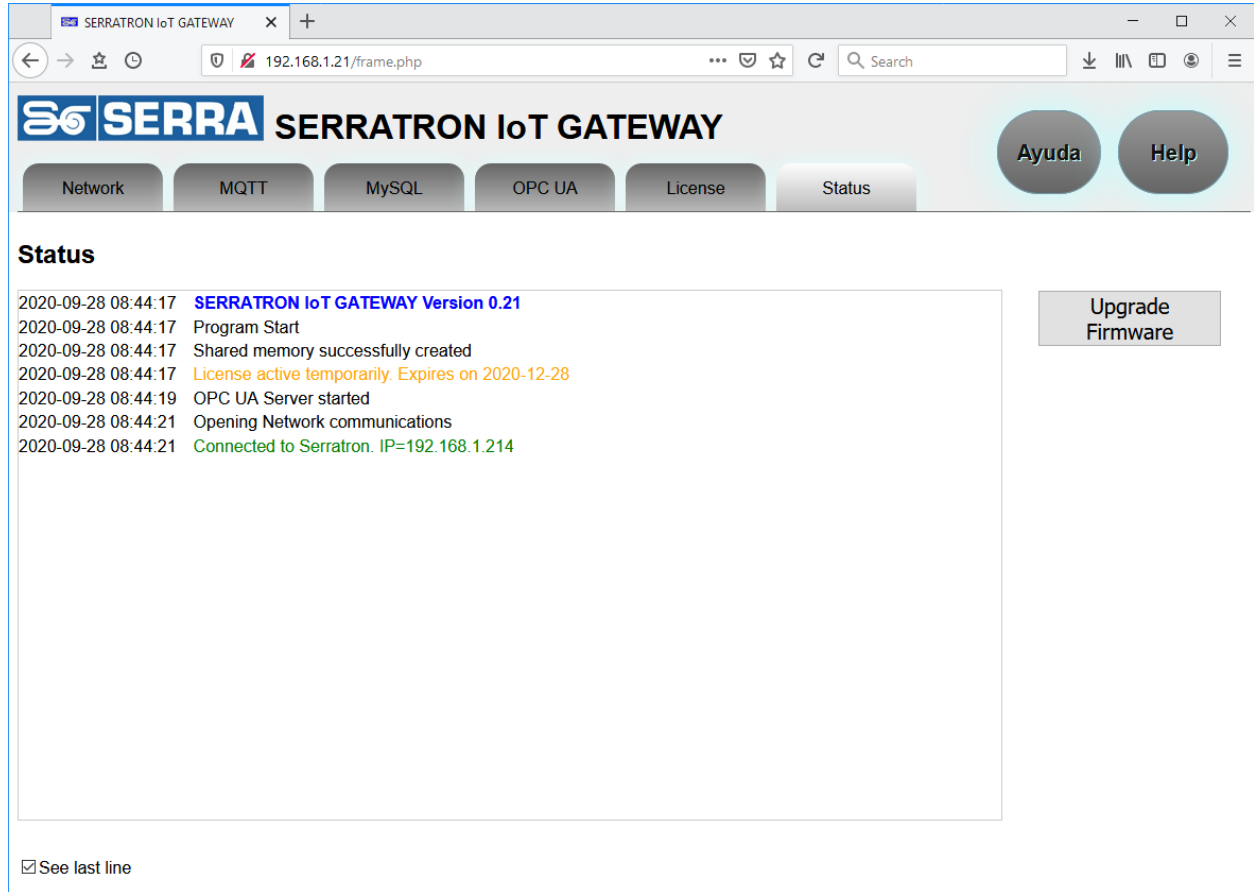 SERRATRON IoT GATEWAY
192.168.1.21/frame.php
Search
SERRA SERRATRON IoT GATEWAY
Ayuda
Help
Network
MQTT
MySQL
OPC UA
License
Status
Status
2020-09-28 08:44:17 SERRATRON IoT GATEWAY Version 0.21
2020-09-28 08:44:17 Program Start
2020-09-28 08:44:17 Shared memory successfully created
2020-09-28 08:44:17 License active temporarily. Expires on 2020-12-28
2020-09-28 08:44:19 OPC UA Server started
2020-09-28 08:44:21 Opening Network communications
2020-09-28 08:44:21 Connected to Serratron. IP=192.168.1.214
Upgrade
Firmware
See last line